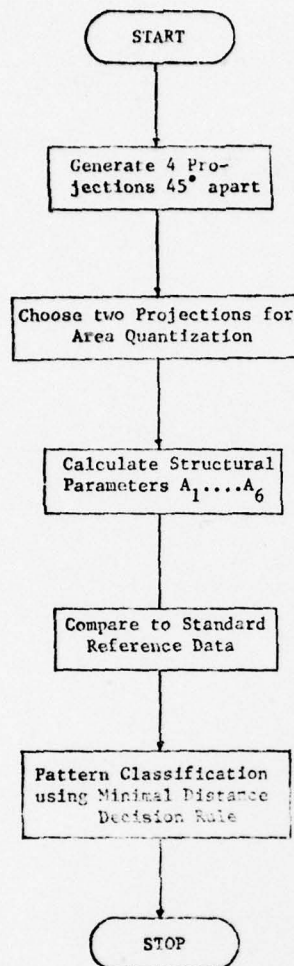 START
Generate 4 Pro-
jections 45° apart
Choose two Projections for
Area Quantization
Calculate Structural
Parameters A₁....A₆
Compare to Standard
Reference Data
Pattern Classification
using Minimal Distance
Decision Rule
STOP